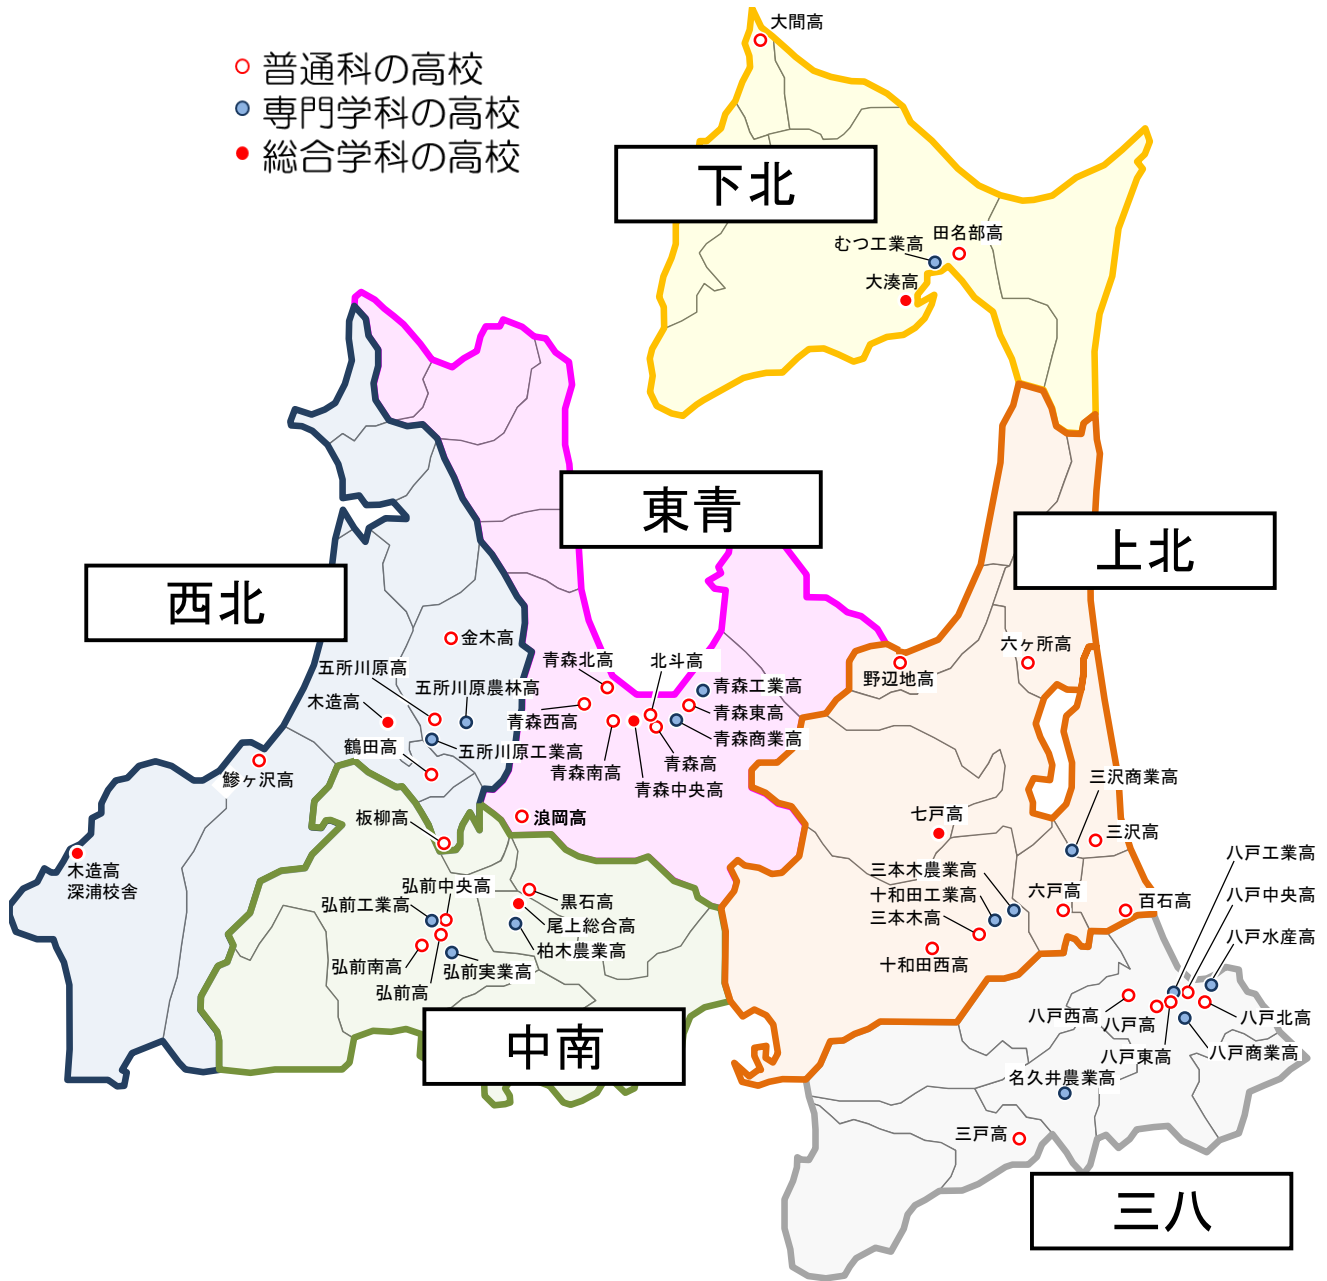 普通科の高校
専門学科の高校
総合学科の高校
大間高
下北
田名部高
むつ工業高
大湊高
東青
上北
西北
金木高
五所川原高
五所川原農林高
木造高
鶴田高
五所川原工業高
鰺ヶ沢高
木造高
深浦校舎
青森北高
北斗高
青森工業高
青森西高
青森東高
青森商業高
青森南高
青森高
青森中央高
浪岡高
六ヶ所高
野辺地高
三沢商業高
七戸高
三沢高
三本木農業高
十和田工業高
六戸高
三本木高
百石高
十和田西高
板柳高
弘前中央高
黒石高
弘前工業高
尾上総合高
柏木農業高
弘前南高
弘前実業高
弘前高
中南
八戸工業高
八戸中央高
八戸水産高
八戸西高
八戸高
八戸北高
八戸東高
八戸商業高
名久井農業高
三戸高
三八